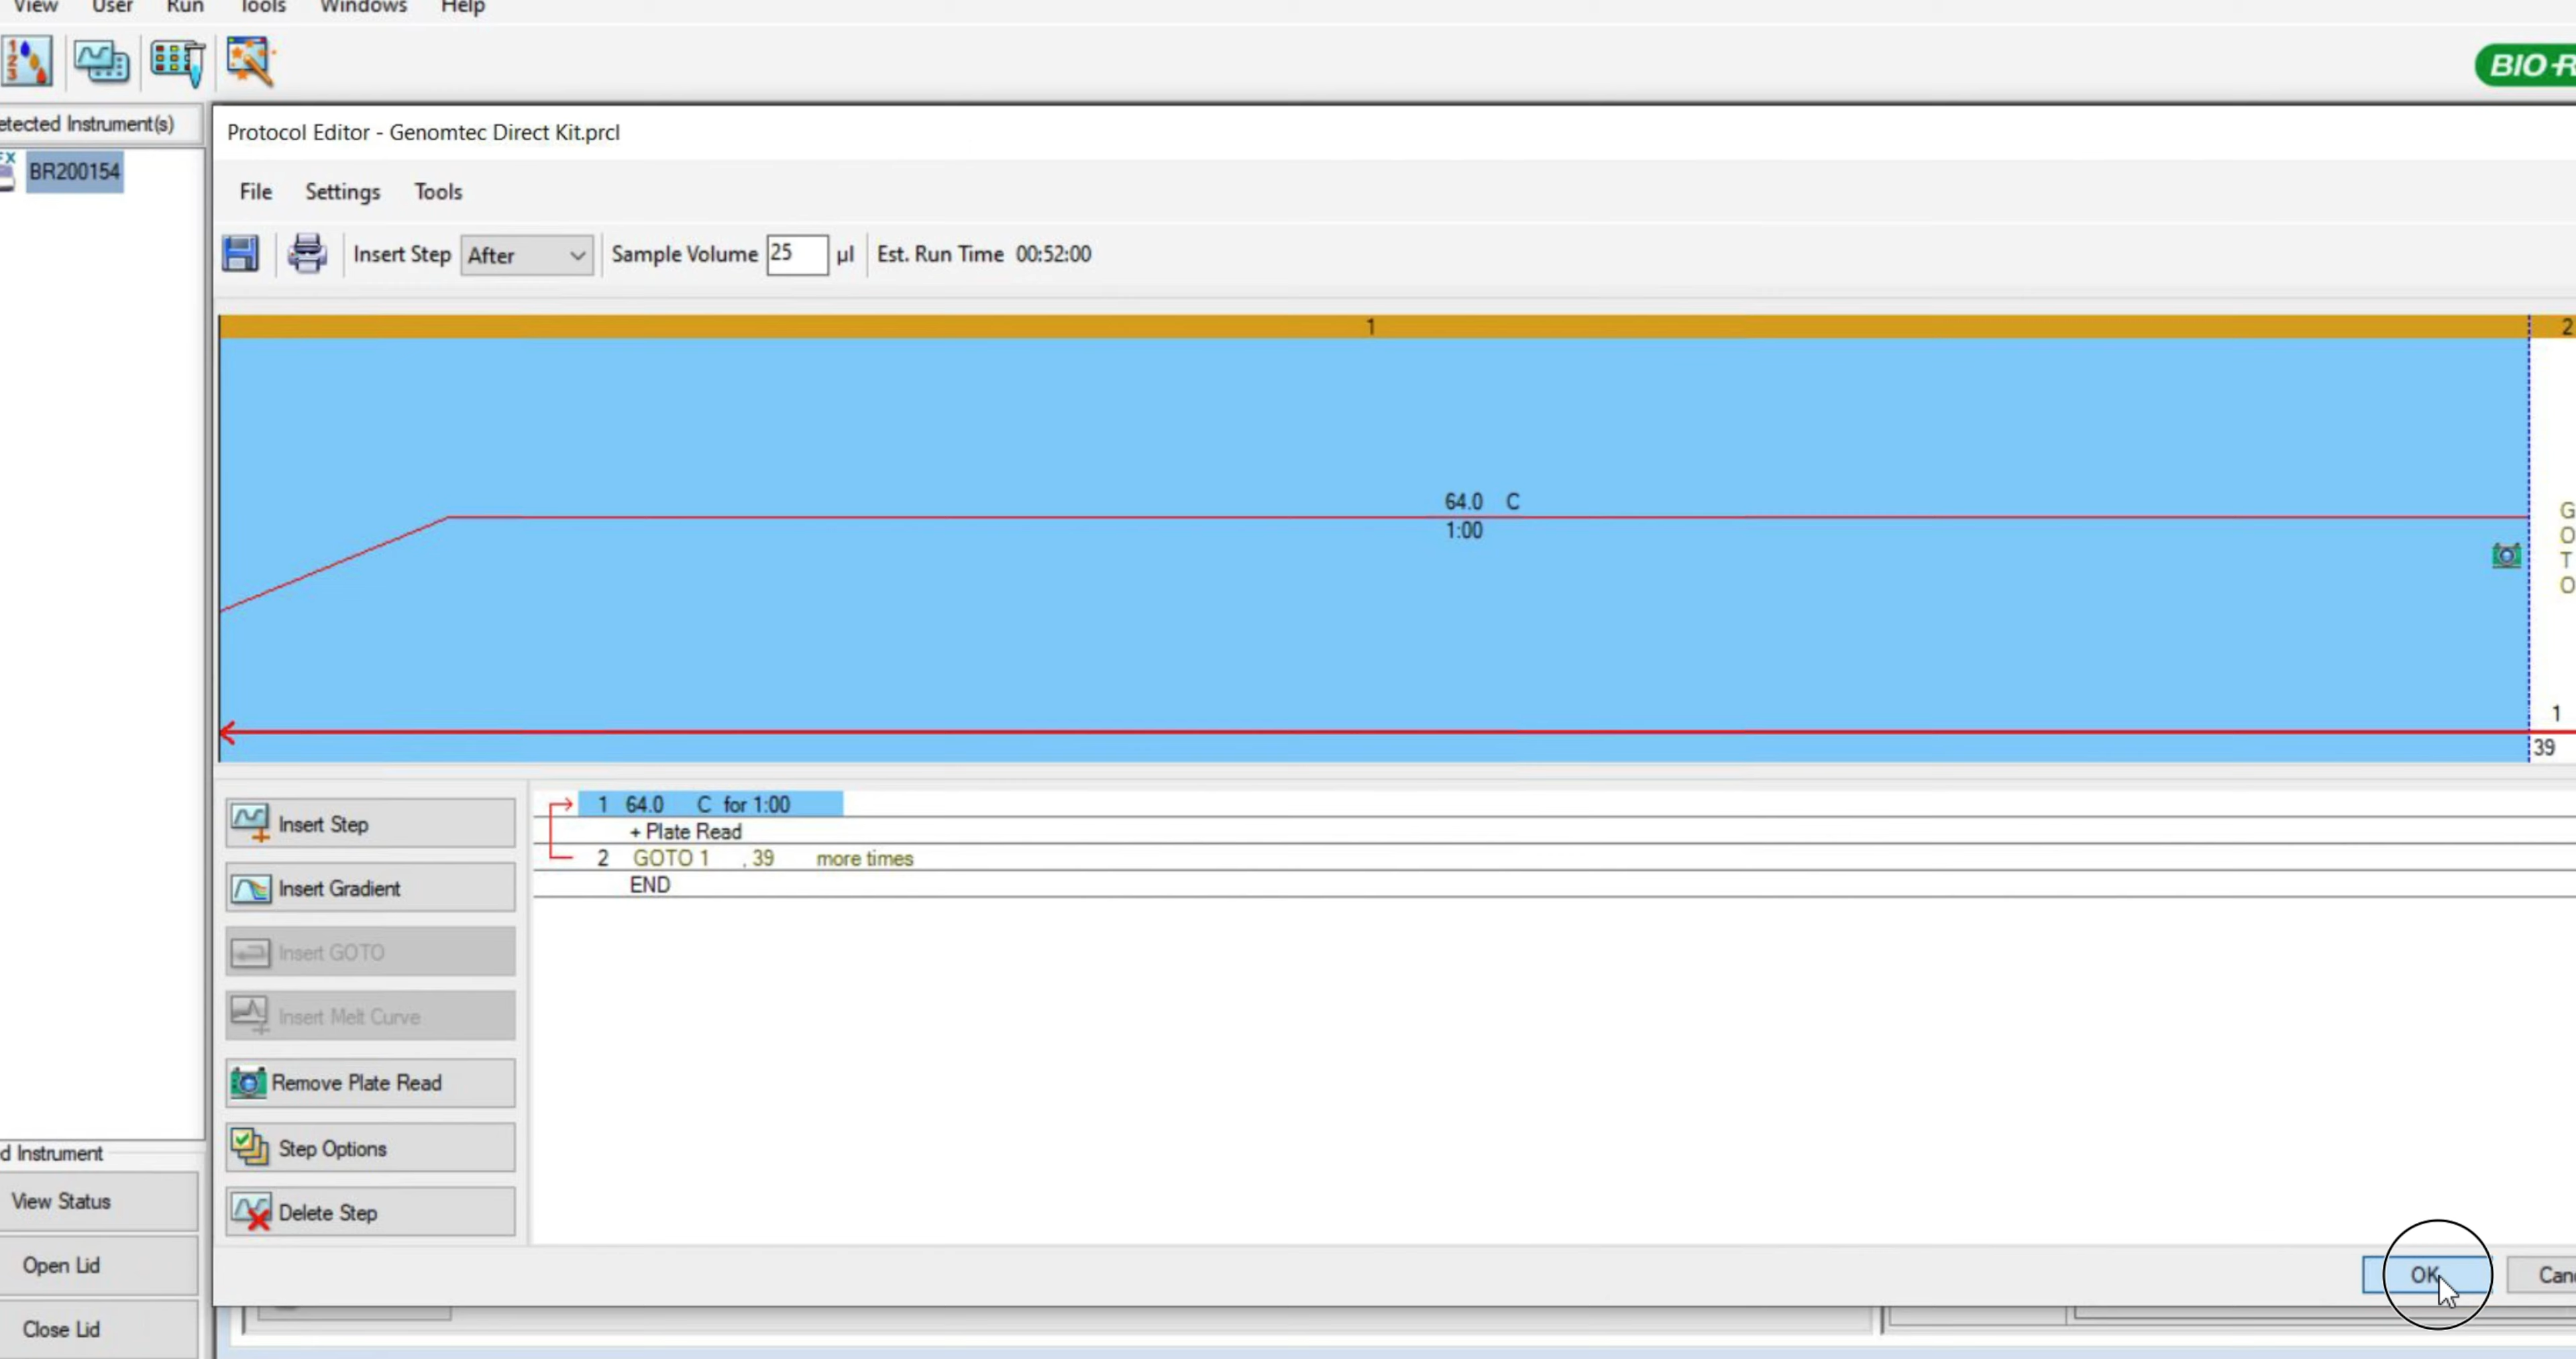 View User Run Tools Windows Help
BIO-R
etected Instrument(s)
BR200154
Protocol Editor - Genomtec Direct Kit.prcl
File Settings Tools
Insert Step After Sample Volume 25 µl Est. Run Time 00:52:00
1 2
64.0 C
1:00
G
O
T
O
1
39
Insert Step
Insert Gradient
Insert GOTO
Insert Melt Curve
Remove Plate Read
Step Options
Delete Step
1 64.0 C for 1:00
+ Plate Read
2 GOTO 1 , 39 more times
END
d Instrument
View Status
Open Lid
Close Lid
OK Can